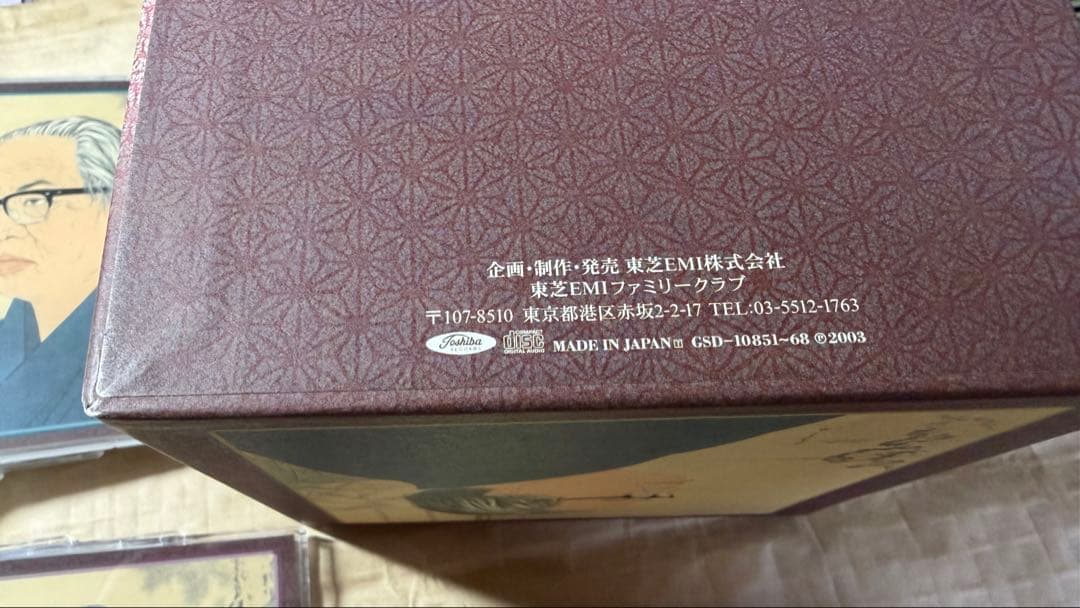 企画・制作・発売 東芝EMI株式会社
東芝EMIファミリークラブ
〒107-8510 東京都港区赤坂2-2-17 TEL:03-5512-1763
Toshiba RECORDS COMPACT disc DIGITAL AUDIO MADE IN JAPAN GSD-10851~68 ℗2003